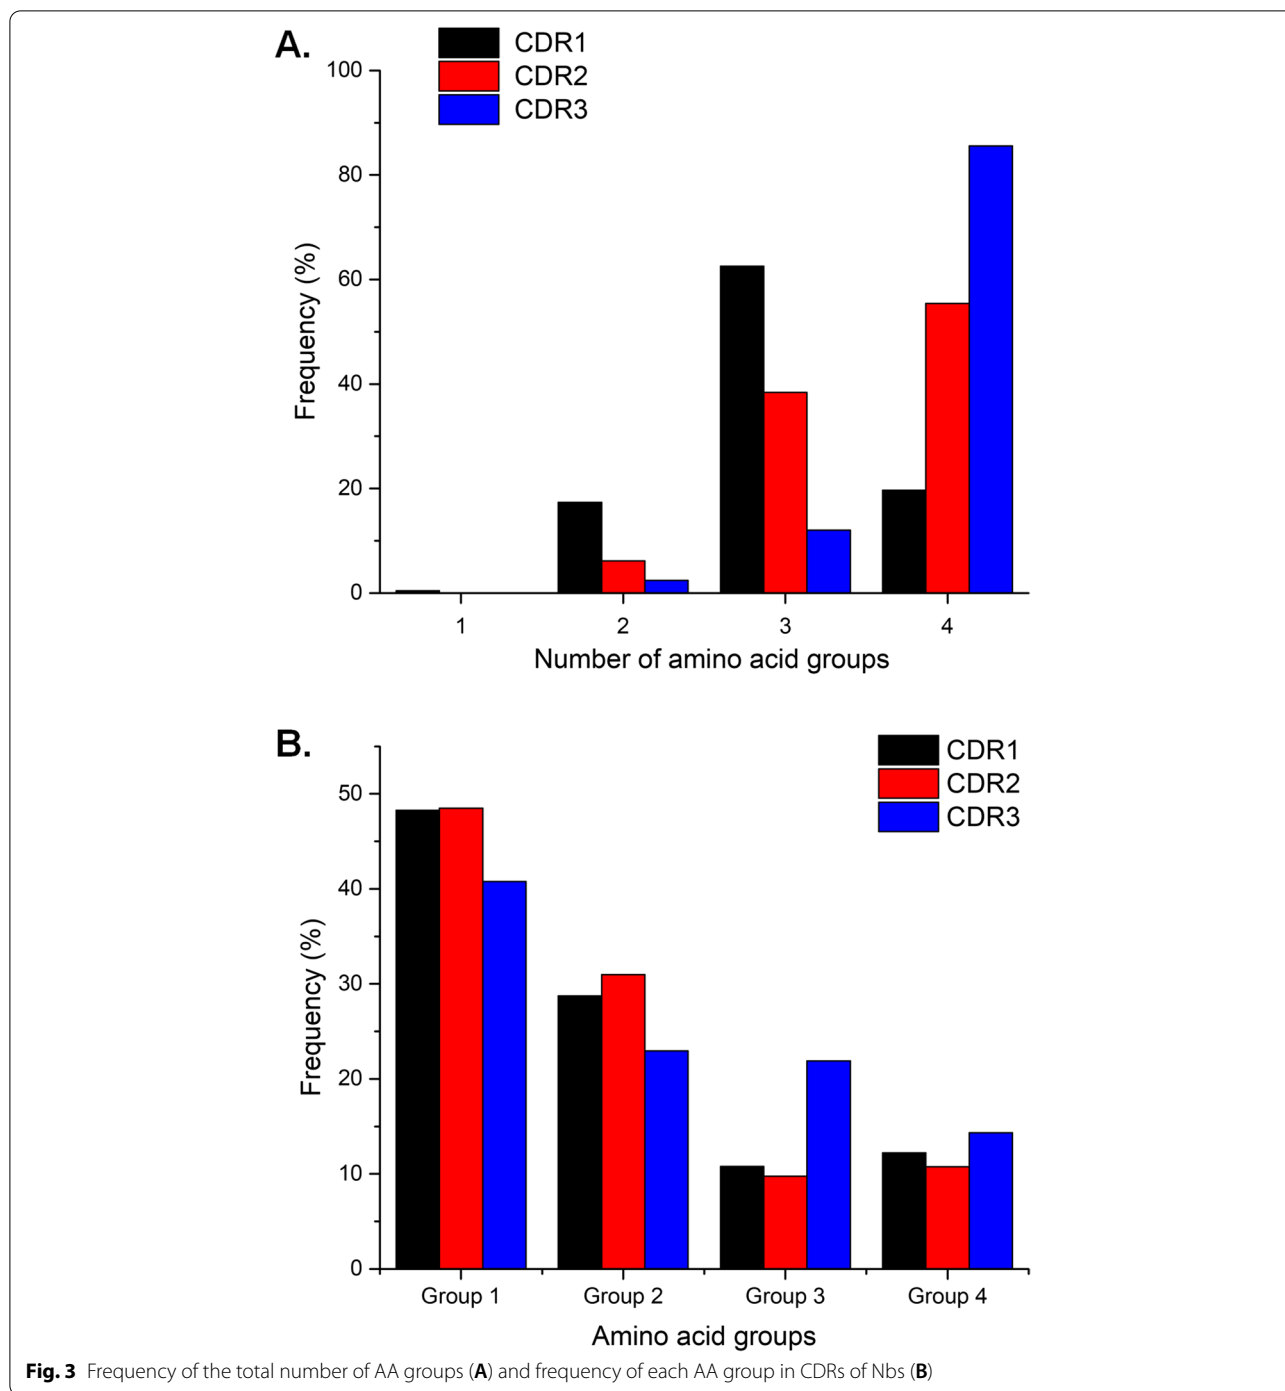 A.
CDR1
CDR2
CDR3
100
80
60
40
20
0
Frequency (%)
1 2 3 4
Number of amino acid groups
B.
CDR1
CDR2
CDR3
50
40
30
20
10
0
Frequency (%)
Group 1 Group 2 Group 3 Group 4
Amino acid groups
Fig. 3 Frequency of the total number of AA groups (A) and frequency of each AA group in CDRs of Nbs (B)